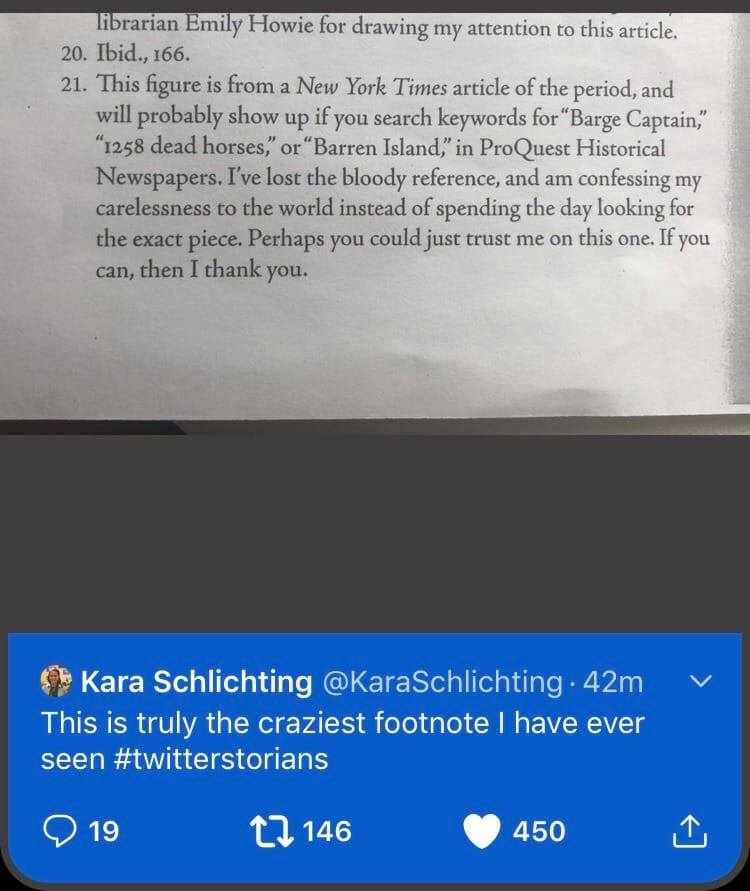 librarian Emily Howie for drawing my attention to this article.
20. Ibid., 166.
21. This figure is from a New York Times article of the period, and
will probably show up if you search keywords for “Barge Captain,”
“1258 dead horses,” or “Barren Island,” in ProQuest Historical
Newspapers. I’ve lost the bloody reference, and am confessing my
carelessness to the world instead of spending the day looking for
the exact piece. Perhaps you could just trust me on this one. If you
can, then I thank you.
Kara Schlichting @KaraSchlichting · 42m
This is truly the craziest footnote I have ever
seen #twitterstorians
19 146 450